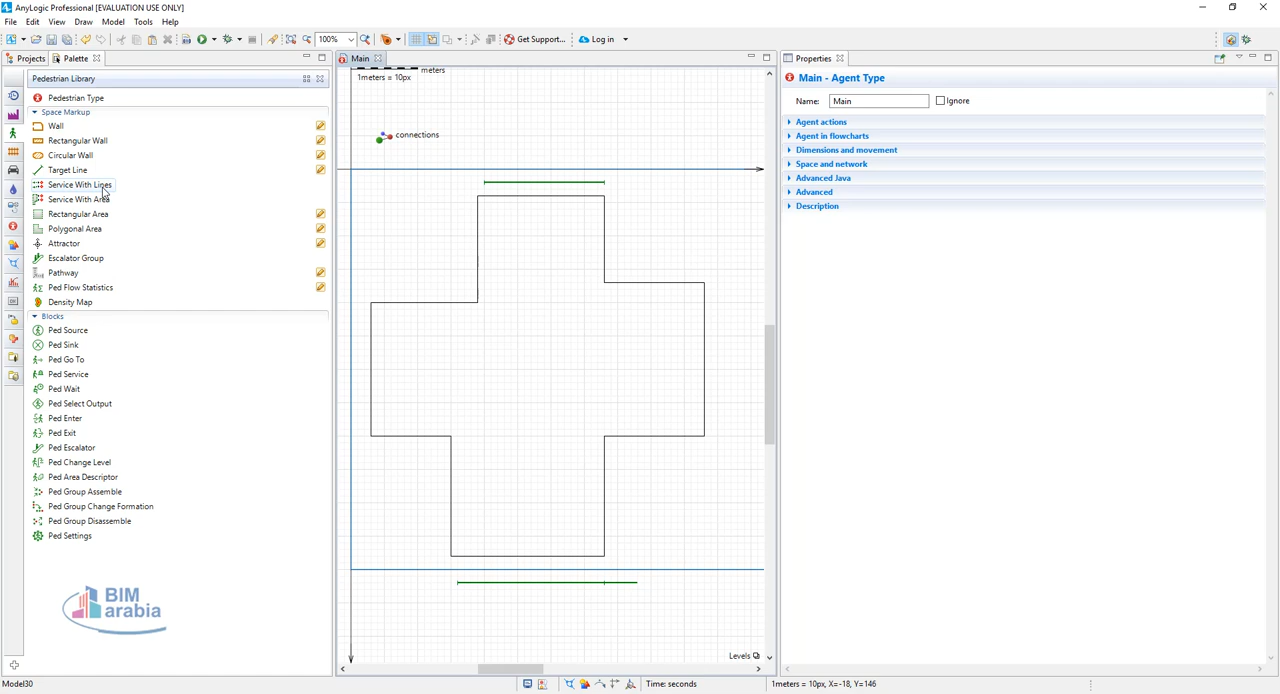 AnyLogic Professional [EVALUATION USE ONLY]
File Edit View Draw Model Tools Help
100% Get Support... Log in
Projects Palette Main Properties
Pedestrian Library
Pedestrian Type
Space Markup
Wall
Rectangular Wall
Circular Wall
Target Line
Service With Lines
Service With Area
Rectangular Area
Polygonal Area
Attractor
Escalator Group
Pathway
Ped Flow Statistics
Density Map
Blocks
Ped Source
Ped Sink
Ped Go To
Ped Service
Ped Wait
Ped Select Output
Ped Enter
Ped Exit
Ped Escalator
Ped Change Level
Ped Area Descriptor
Ped Group Assemble
Ped Group Change Formation
Ped Group Disassemble
Ped Settings
BIM
arabia
meters
1meters = 10px
connections
Levels
Main - Agent Type
Name: Main Ignore
Agent actions
Agent in flowcharts
Dimensions and movement
Space and network
Advanced Java
Advanced
Description
Model30 Time: seconds 1meters = 10px, X=-18, Y=146